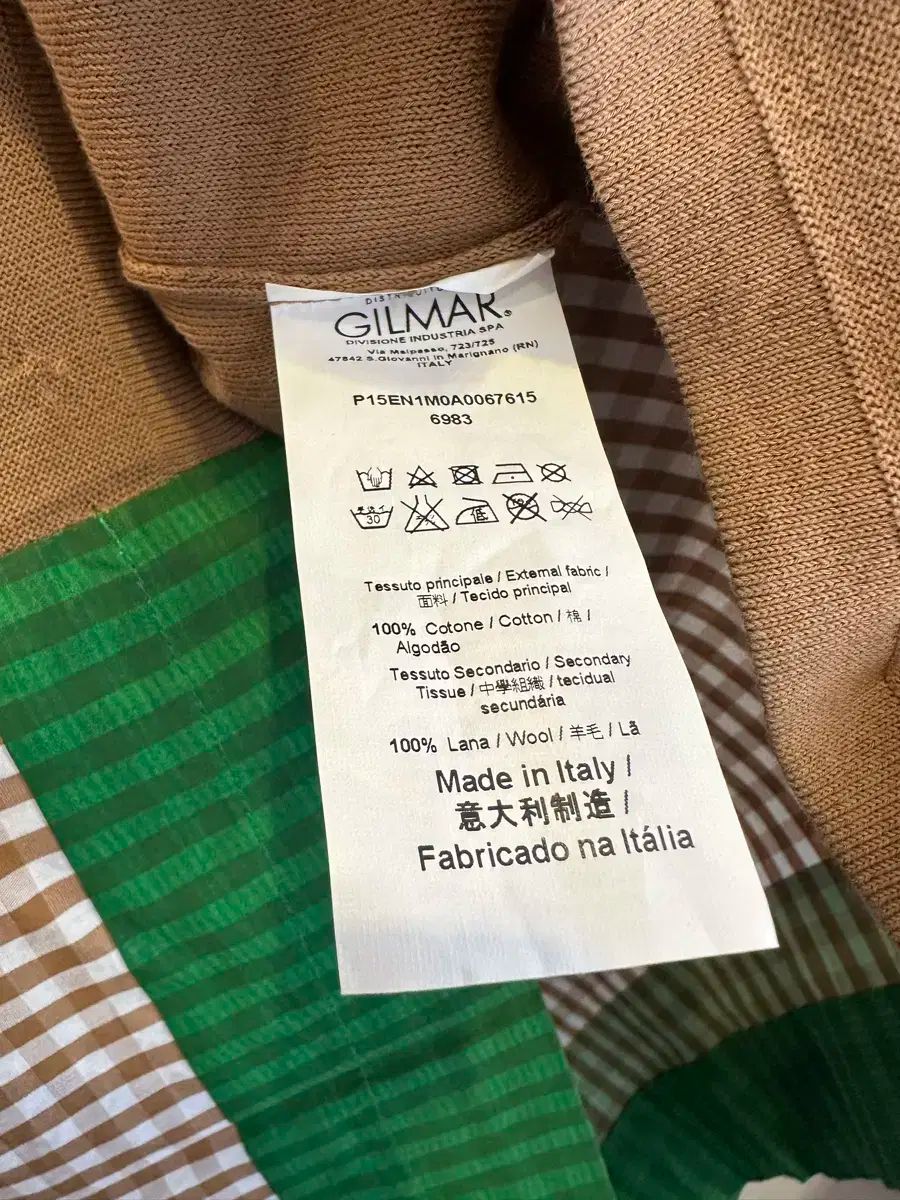 GILMAR®
DIVISIONE INDUSTRIA SPA
Via Malpasso, 723/725
47842 S.Giovanni in Marignano (RN)
ITALY
P15EN1M0A0067615
6983
30
低
Tessuto principale / External fabric /
面料 / Tecido principal
100% Cotone / Cotton / 棉 /
Algodão
Tessuto Secondario / Secondary
Tissue / 中學組織 / tecidual
secundária
100% Lana / Wool / 羊毛 / Lã
Made in Italy /
意大利制造 /
Fabricado na Itália